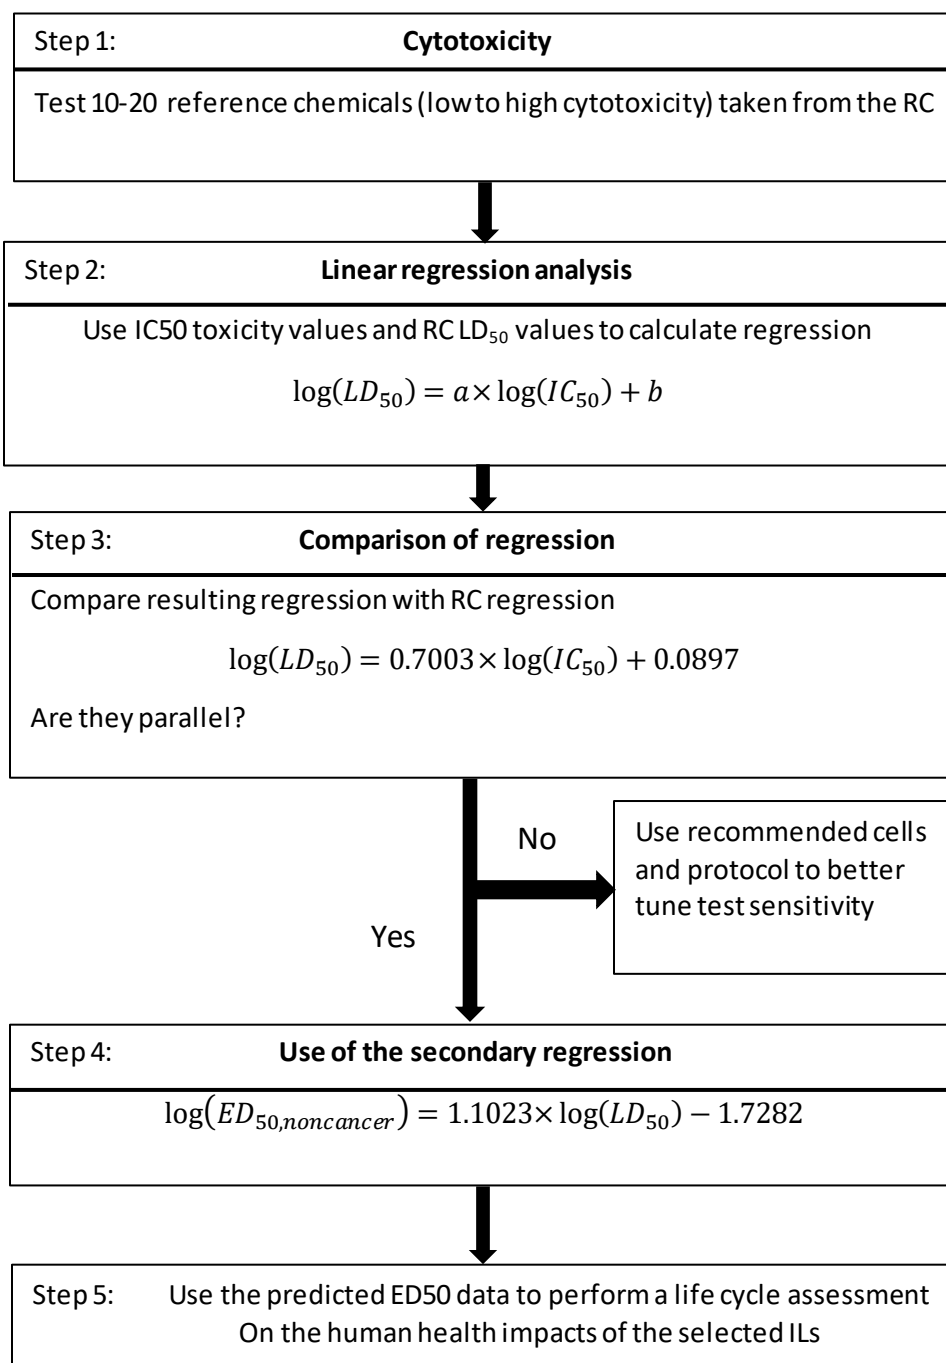 Step 1: Cytotoxicity
Test 10-20 reference chemicals (low to high cytotoxicity) taken from the RC
Step 2: Linear regression analysis
Use IC50 toxicity values and RC LD₅₀ values to calculate regression
log(LD₅₀) = a × log(IC₅₀) + b
Step 3: Comparison of regression
Compare resulting regression with RC regression
log(LD₅₀) = 0.7003 × log(IC₅₀) + 0.0897
Are they parallel?
No
Use recommended cells
and protocol to better
tune test sensitivity
Yes
Step 4: Use of the secondary regression
log(ED₅₀,noncancer) = 1.1023 × log(LD₅₀) − 1.7282
Step 5: Use the predicted ED50 data to perform a life cycle assessment
On the human health impacts of the selected ILs